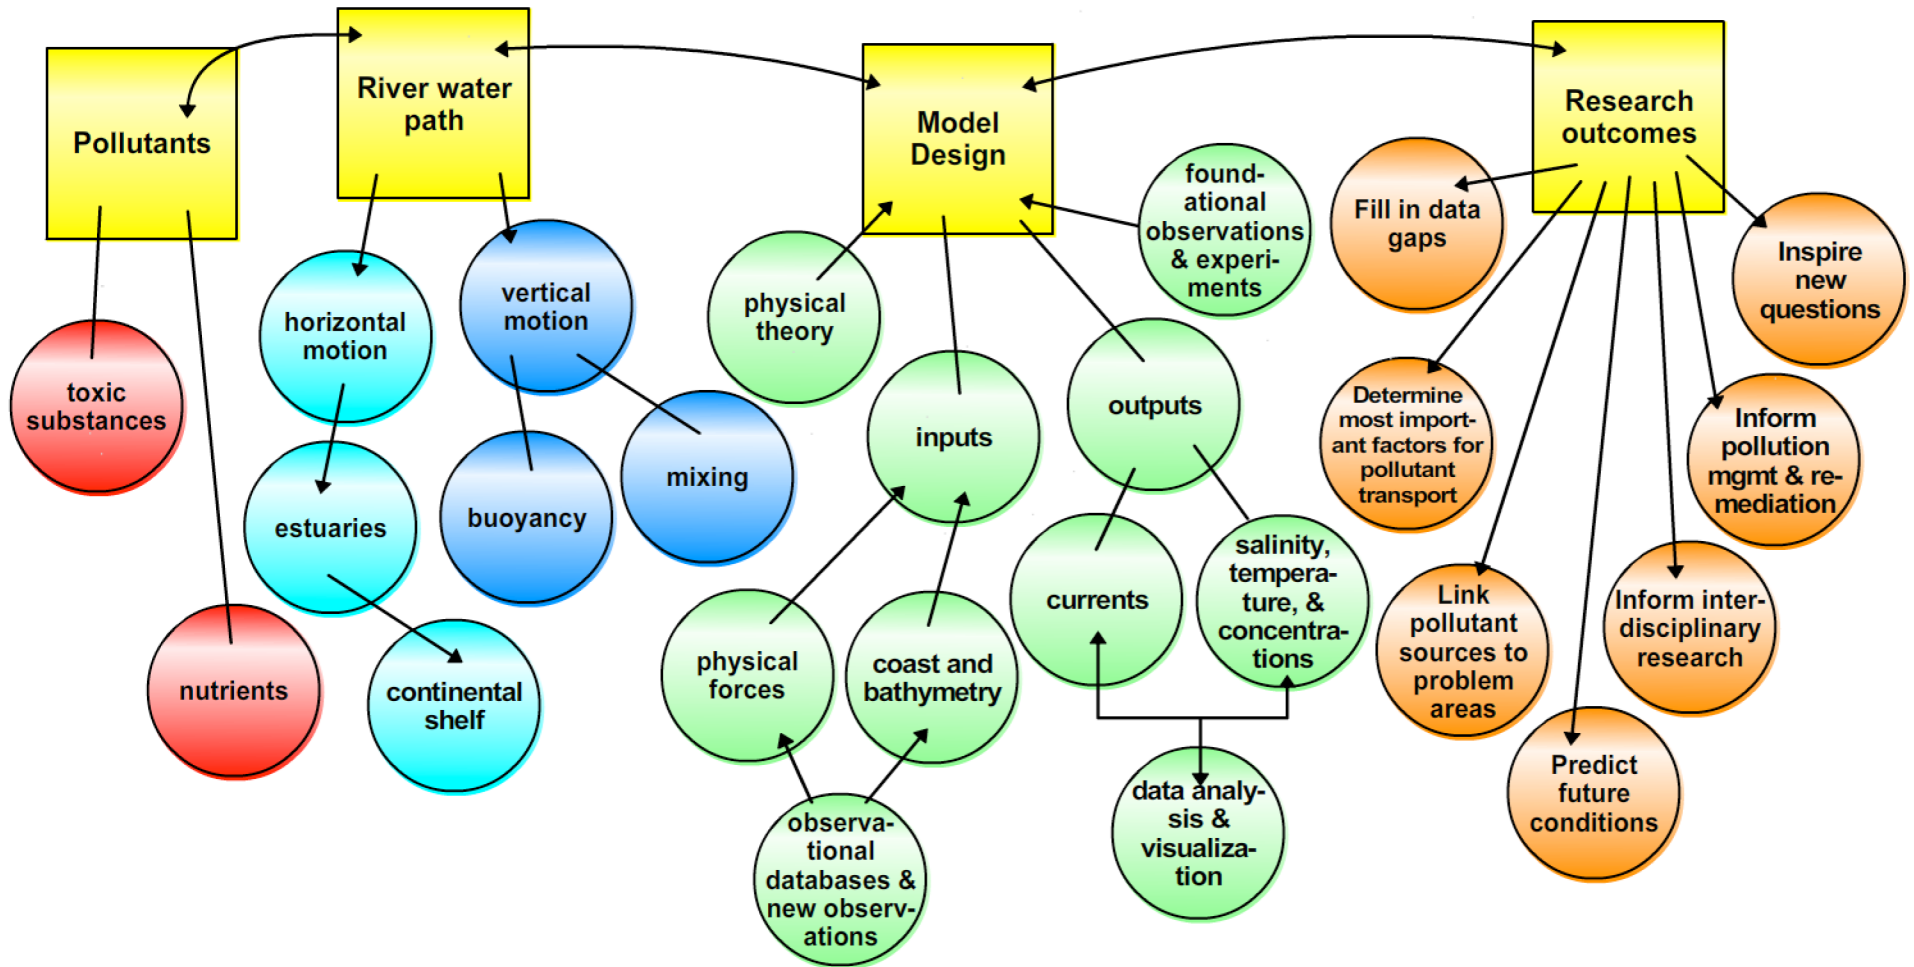 Pollutants
River water
path
Model
Design
Research
outcomes
toxic
substances
nutrients
horizontal
motion
estuaries
continental
shelf
vertical
motion
buoyancy
mixing
physical
theory
found-
ational
observations
& experi-
ments
inputs
outputs
physical
forces
coast and
bathymetry
observa-
tional
databases &
new observ-
ations
currents
salinity,
tempera-
ture, &
concentra-
tions
data analy-
sis &
visualiza-
tion
Fill in data
gaps
Determine
most import-
ant factors for
pollutant
transport
Link
pollutant
sources to
problem
areas
Predict
future
conditions
Inform inter-
disciplinary
research
Inform
pollution
mgmt & re-
mediation
Inspire
new
questions